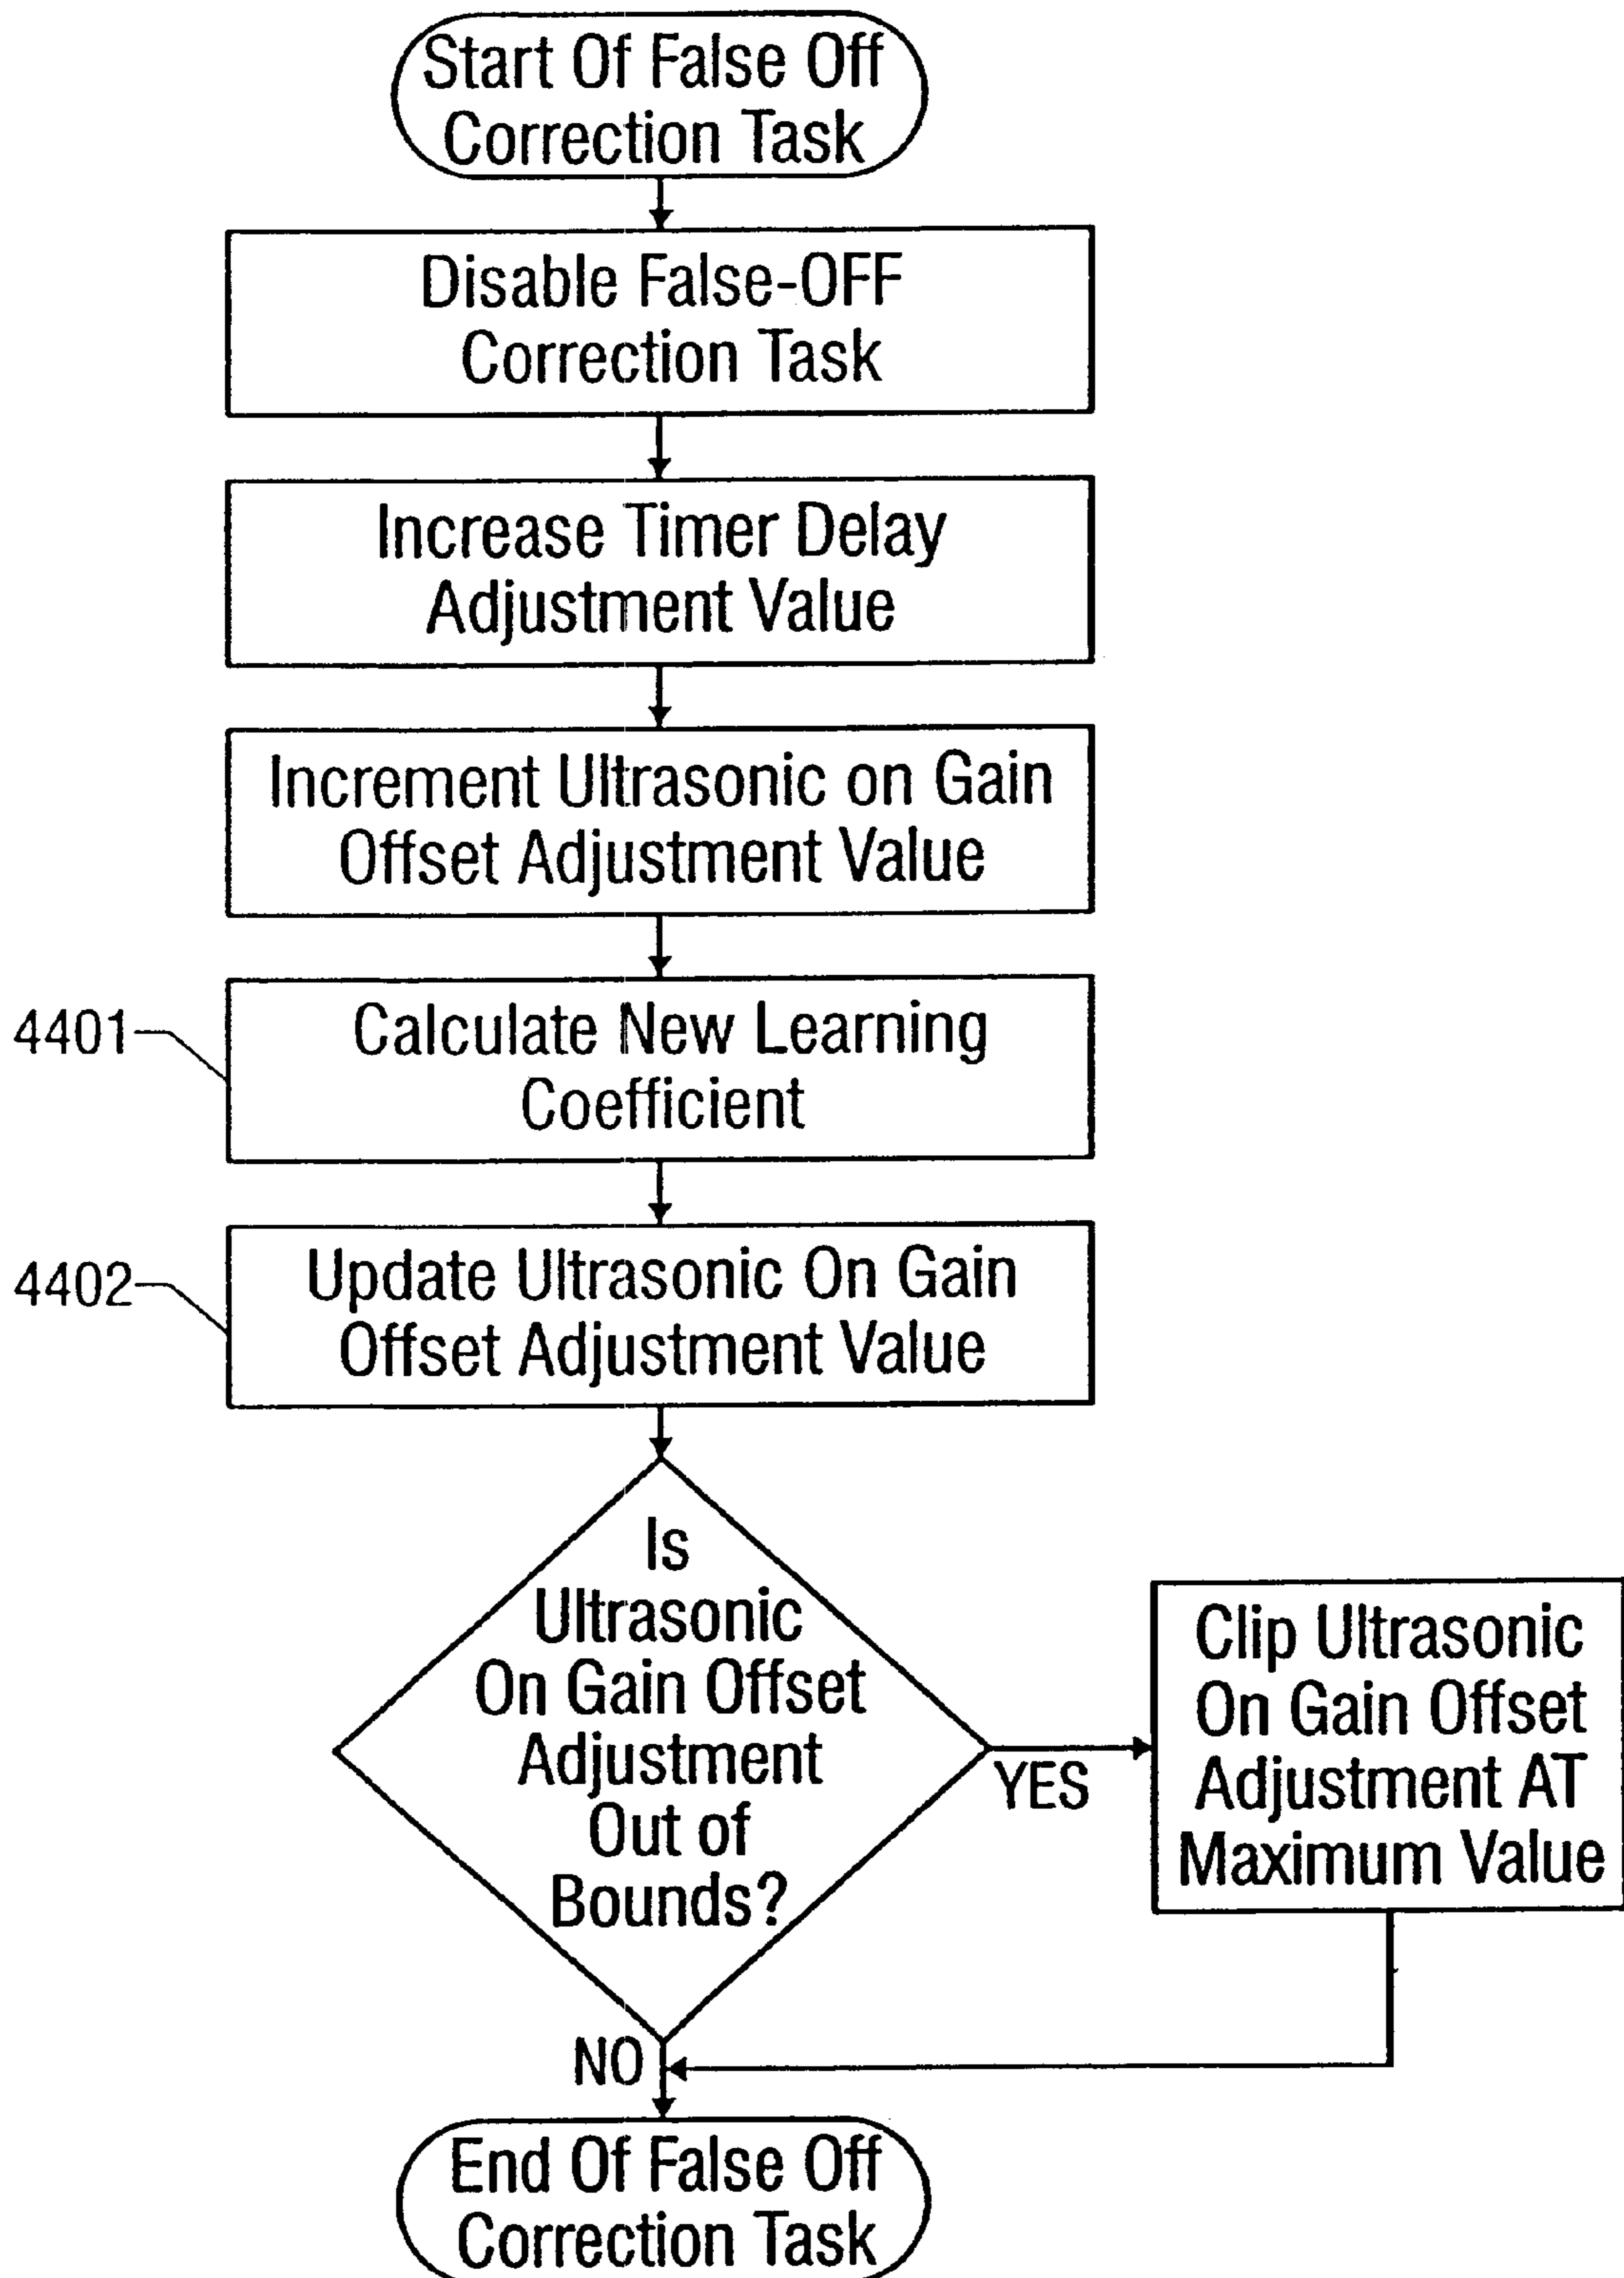 Start Of False Off
Correction Task
Disable False-OFF
Correction Task
Increase Timer Delay
Adjustment Value
Increment Ultrasonic on Gain
Offset Adjustment Value
4401
Calculate New Learning
Coefficient
4402
Update Ultrasonic On Gain
Offset Adjustment Value
Is
Ultrasonic
On Gain Offset
Adjustment
Out of
Bounds?
YES
Clip Ultrasonic
On Gain Offset
Adjustment AT
Maximum Value
NO
End Of False Off
Correction Task